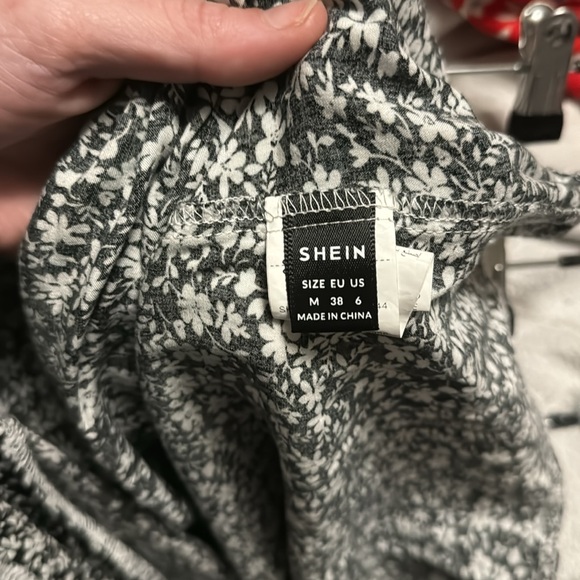 SHEIN
SIZE EU US
M 38 6
MADE IN CHINA